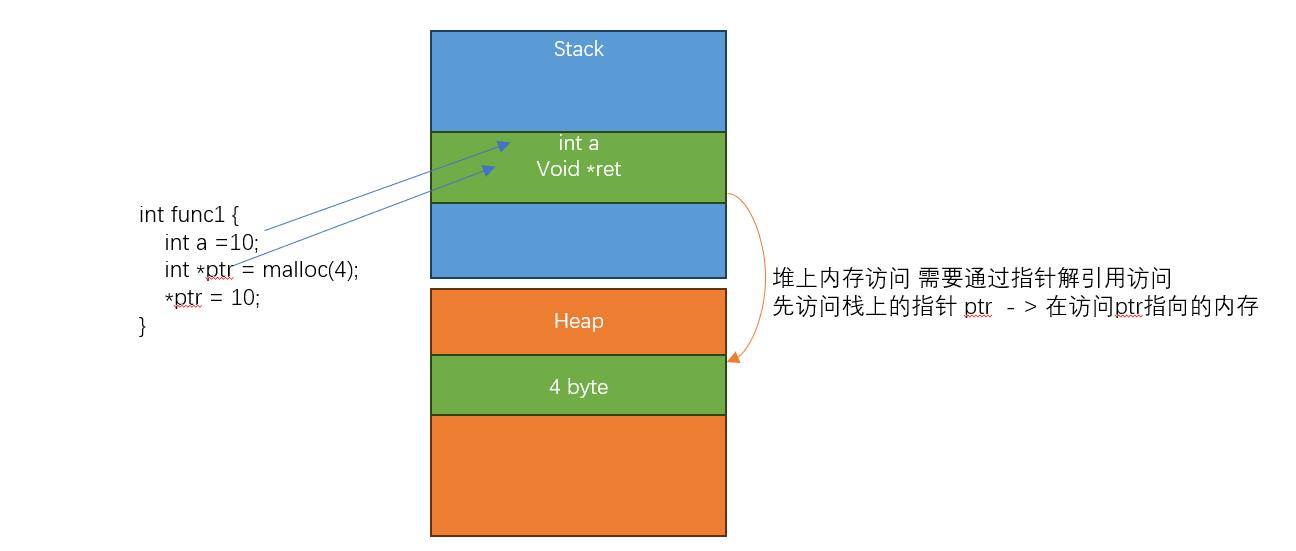 Stack
int a
Void *ret
int func1 {
int a =10;
int *ptr = malloc(4);
*ptr = 10;
}
堆上内存访问 需要通过指针解引用访问
先访问栈上的指针 ptr - > 在访问ptr指向的内存
Heap
4 byte